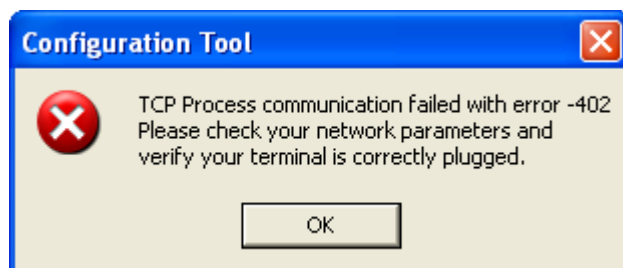 Configuration Tool
TCP Process communication failed with error -402
Please check your network parameters and
verify your terminal is correctly plugged.
OK